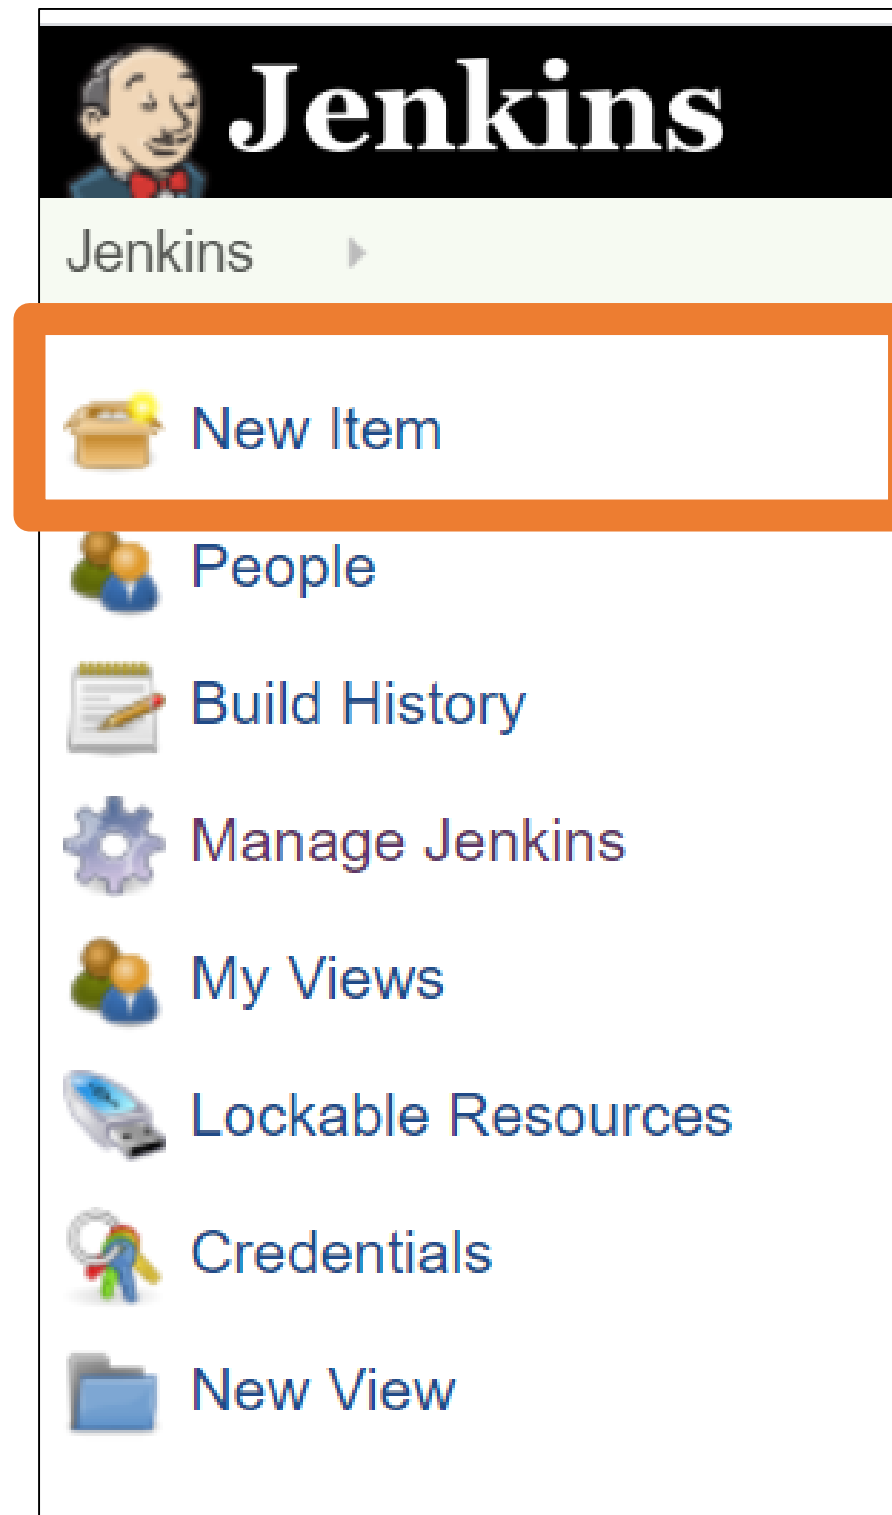 Jenkins
Jenkins
New Item
People
Build History
Manage Jenkins
My Views
Lockable Resources
Credentials
New View